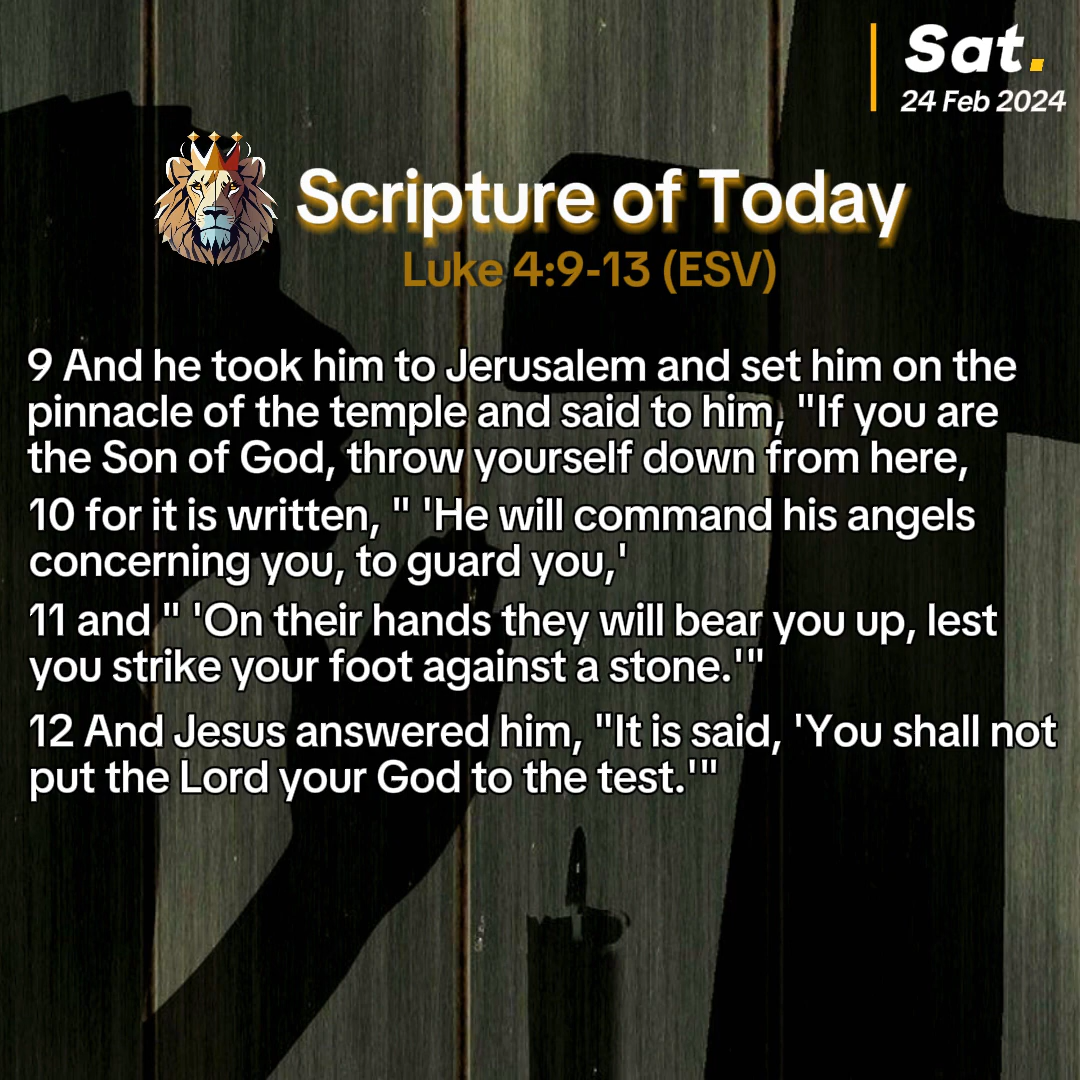 Sat.
24 Feb 2024
Scripture of Today
Luke 4:9-13 (ESV)
9 And he took him to Jerusalem and set him on the
pinnacle of the temple and said to him, "If you are
the Son of God, throw yourself down from here,
10 for it is written, " 'He will command his angels
concerning you, to guard you,'
11 and " 'On their hands they will bear you up, lest
you strike your foot against a stone.'"
12 And Jesus answered him, "It is said, 'You shall not
put the Lord your God to the test.'"